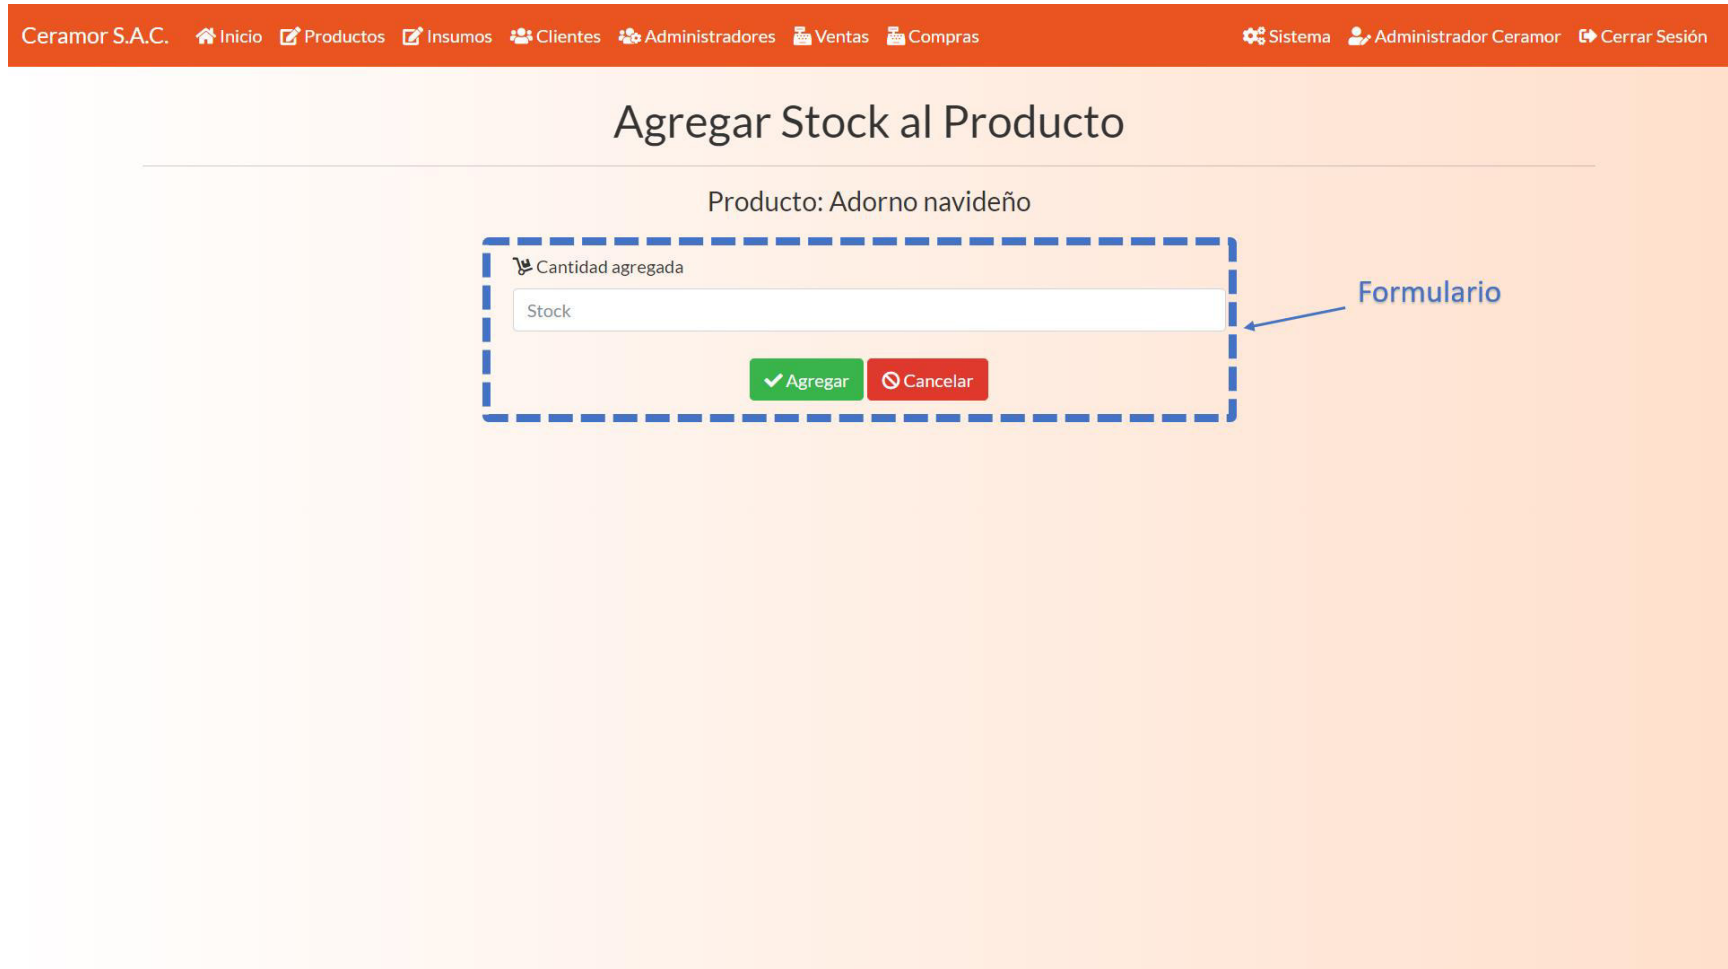 Ceramor S.A.C. Inicio Productos Insumos Clientes Administradores Ventas Compras Sistema Administrador Ceramor Cerrar Sesión
Agregar Stock al Producto
Producto: Adorno navideño
Cantidad agregada
Stock
Formulario
Agregar Cancelar